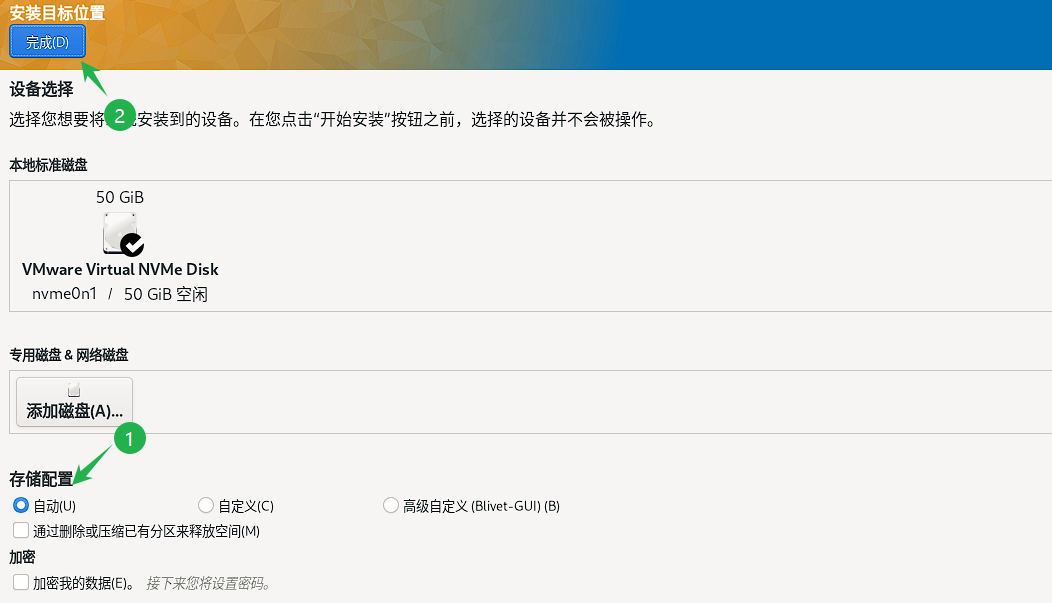 安装目标位置
完成(D)
设备选择
2
选择您想要将安装到的设备。在您点击“开始安装”按钮之前，选择的设备并不会被操作。
本地标准磁盘
50 GiB
VMware Virtual NVMe Disk
nvme0n1 / 50 GiB 空闲
专用磁盘 & 网络磁盘
添加磁盘(A)...
1
存储配置
自动(U) 自定义(C) 高级自定义 (Blivet-GUI) (B)
通过删除或压缩已有分区来释放空间(M)
加密
加密我的数据(E)。 接下来您将设置密码。